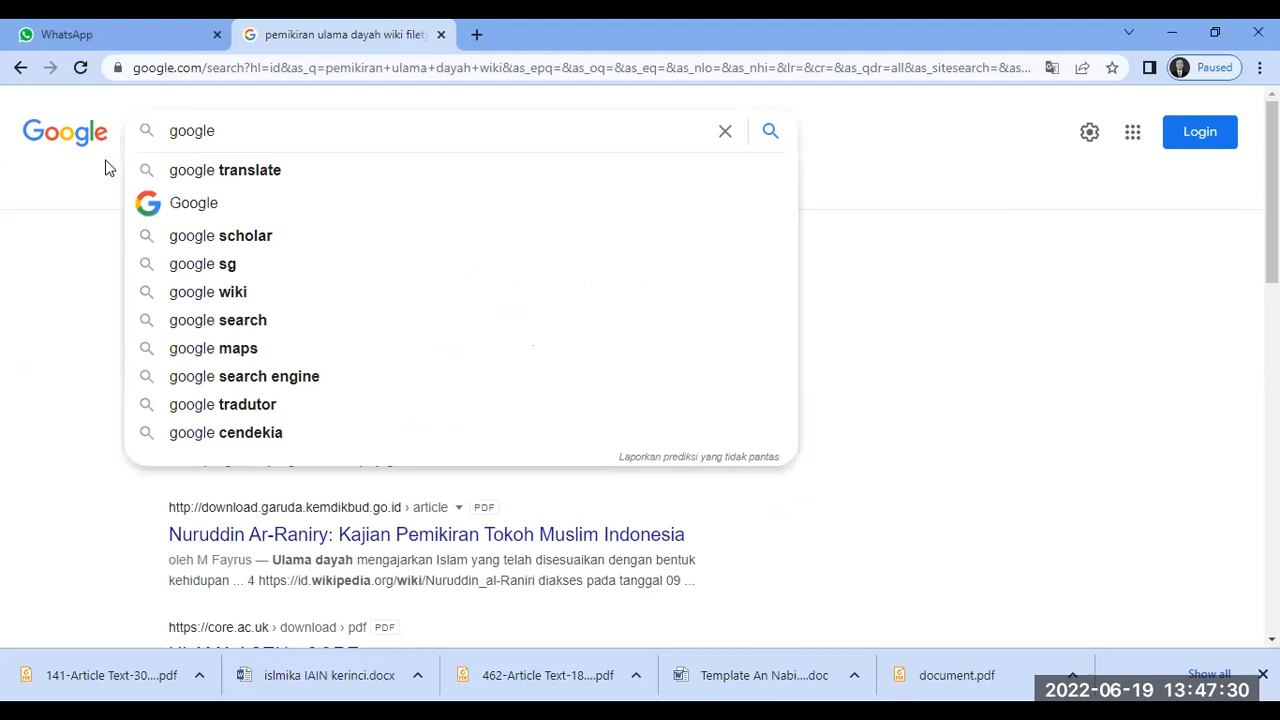 WhatsApp
pemikiran ulama dayah wiki filety
google.com/search?hl=id&as_q=pemikiran+ulama+dayah+wiki&as_epq=&as_oq=&as_eq=&as_nlo=&as_nhi=&lr=&cr=&as_qdr=all&as_sitesearch=&as...
Paused
Google
google
Login
google translate
Google
google scholar
google sg
google wiki
google search
google maps
google search engine
google tradutor
google cendekia
Laporkan prediksi yang tidak pantas
http://download.garuda.kemdikbud.go.id › article PDF
Nuruddin Ar-Raniry: Kajian Pemikiran Tokoh Muslim Indonesia
oleh M Fayrus — Ulama dayah mengajarkan Islam yang telah disesuaikan dengan bentuk
kehidupan ... 4 https://id.wikipedia.org/wiki/Nuruddin_al-Raniri diakses pada tanggal 09 ...
https://core.ac.uk › download › pdf PDF
141-Article Text-30....pdf
islmika IAIN kerinci.docx
462-Article Text-18....pdf
Template An Nabi....doc
document.pdf
Show all
2022-06-19 13:47:30